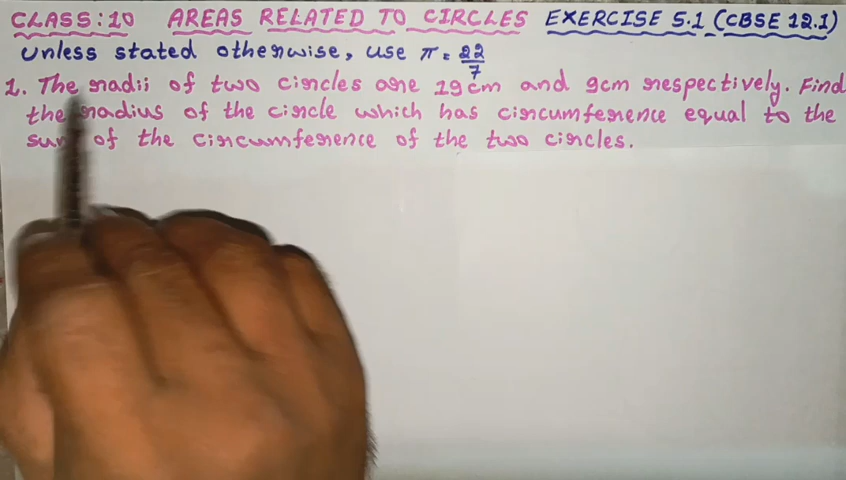 CLASS:10 AREAS RELATED TO CIRCLES EXERCISE 5.1 (CBSE 12.1)
Unless stated otherwise, use π = 22/7
1. The radii of two circles are 19cm and 9cm respectively. Find
the radius of the circle which has circumference equal to the
sum of the circumference of the two circles.